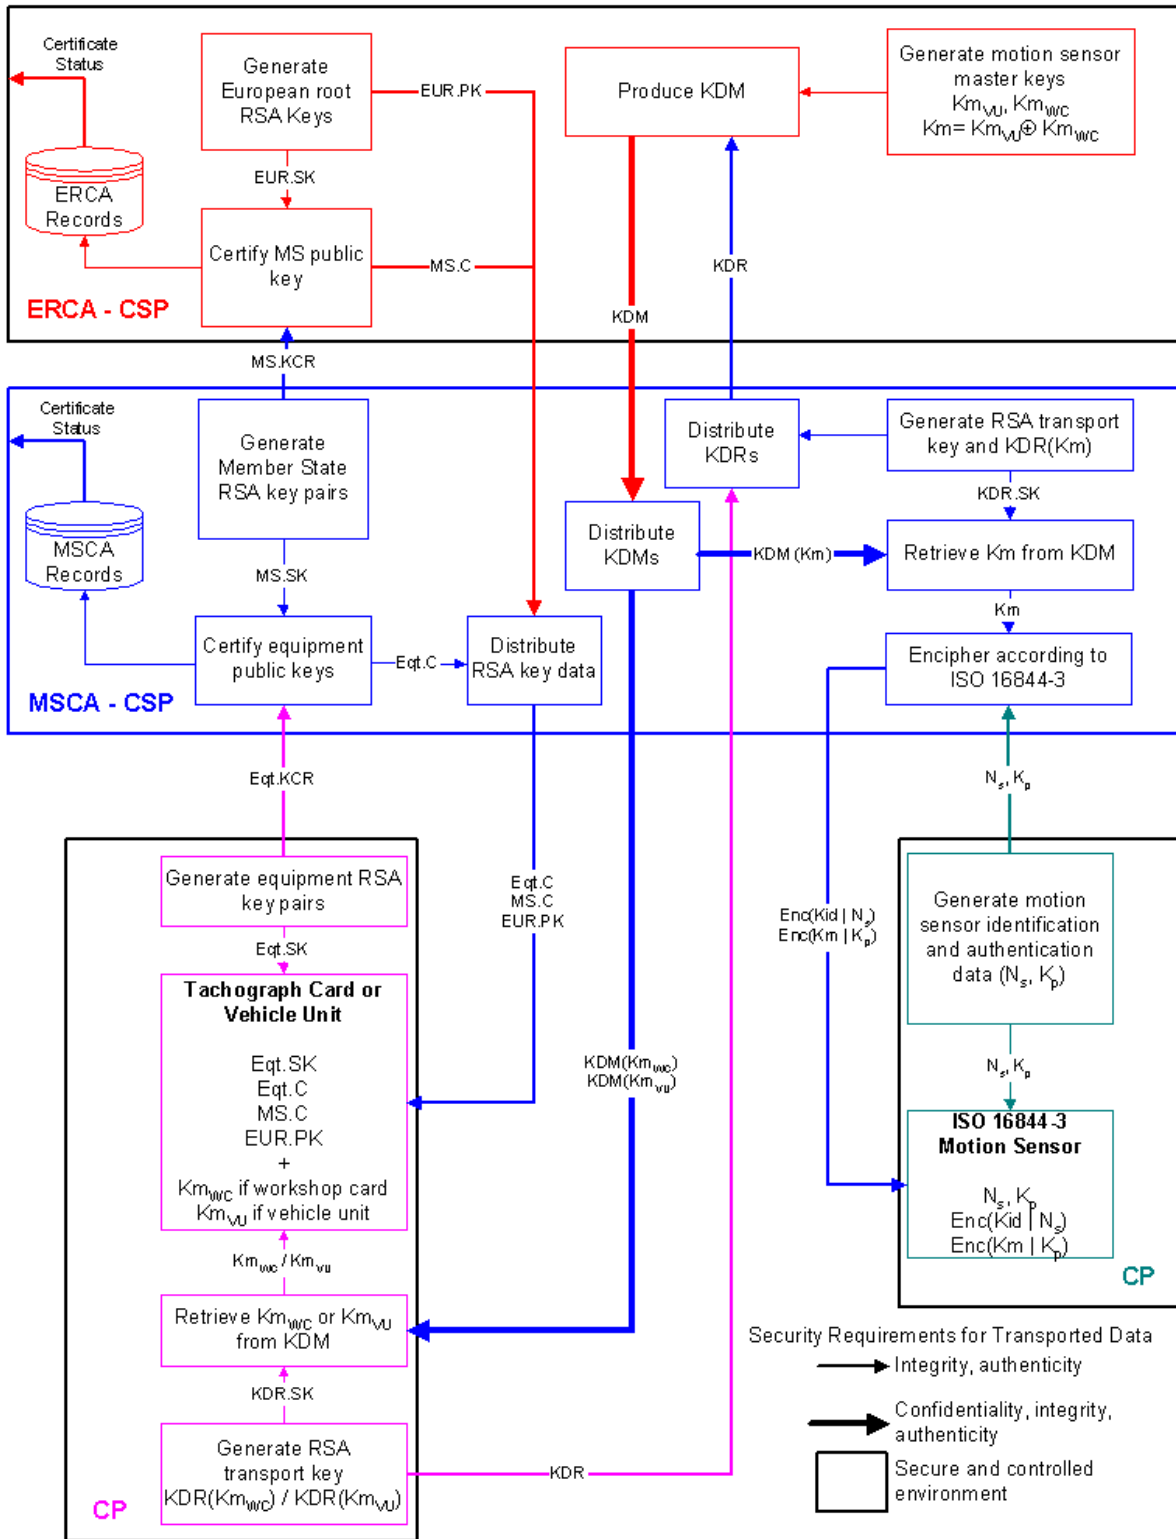 Certificate
Status
Generate
European root
RSA Keys
EUR.PK
Produce KDM
Generate motion sensor
master keys
Km_VU, Km_WC
Km= Km_VU⊕ Km_WC
EUR.SK
ERCA
Records
Certify MS public
key
MS.C
KDR
KDM
ERCA - CSP
MS.KCR
Certificate
Status
Generate
Member State
RSA key pairs
Distribute
KDRs
Generate RSA transport
key and KDR(Km)
KDR.SK
MSCA
Records
Distribute
KDMs
KDM (Km)
Retrieve Km from KDM
MS.SK
Km
Certify equipment
public keys
Eqt.C
Distribute
RSA key data
Encipher according to
ISO 16844-3
MSCA - CSP
Eqt.KCR
N_s, K_p
Generate equipment RSA
key pairs
Eqt.C
MS.C
EUR.PK
Enc(Kid | N_s)
Enc(Km | K_p)
Generate motion
sensor identification
and authentication
data (N_s, K_p)
Eqt.SK
Tachograph Card or
Vehicle Unit
Eqt.SK
Eqt.C
MS.C
EUR.PK
+
Km_WC if workshop card
Km_VU if vehicle unit
KDM(Km_wc)
KDM(Km_vu)
N_s, K_p
ISO 16844-3
Motion Sensor
N_s, K_p
Enc(Kid | N_s)
Enc(Km | K_p)
CP
Km_wc / Km_vu
Retrieve Km_WC or Km_VU
from KDM
KDR.SK
Generate RSA
transport key
KDR(Km_WC) / KDR(Km_VU)
KDR
CP
Security Requirements for Transported Data
Integrity, authenticity
Confidentiality, integrity,
authenticity
Secure and controlled
environment